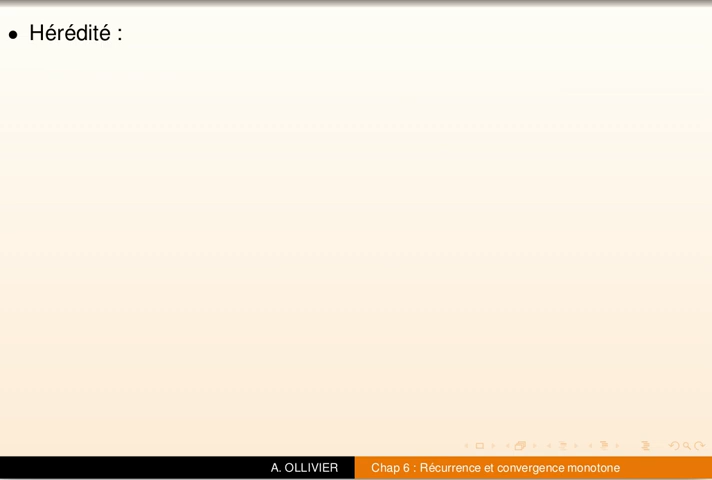 • Hérédité :
A. OLLIVIER
Chap 6 : Récurrence et convergence monotone